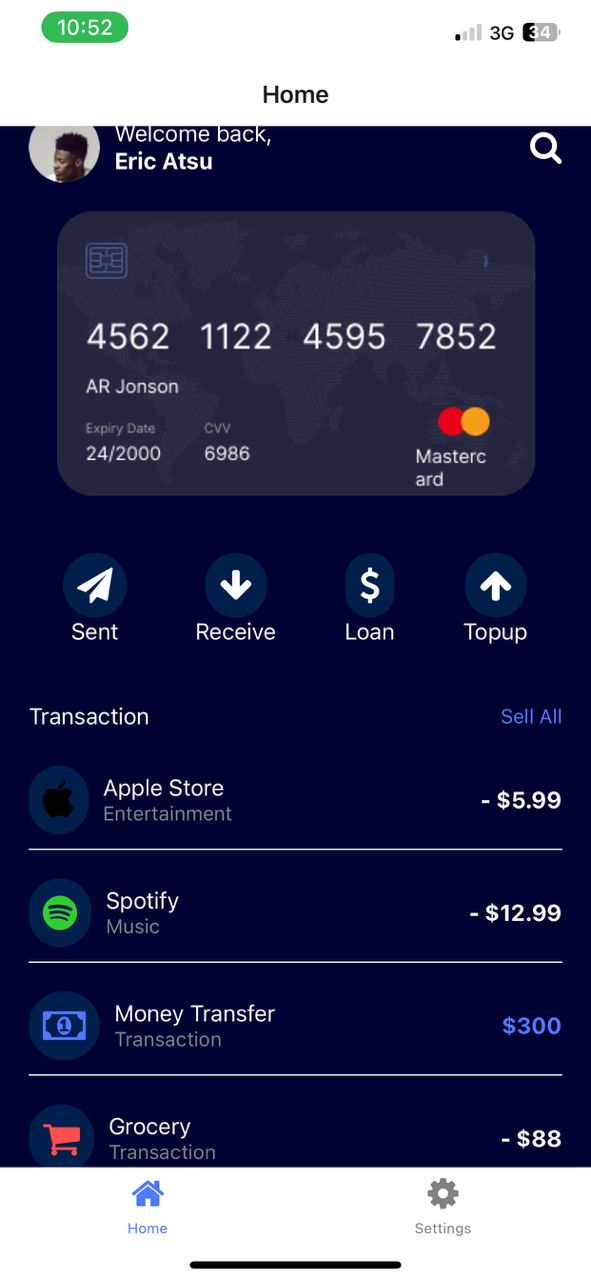 10:52
3G 34
Home
Welcome back,
Eric Atsu
4562 1122 4595 7852
AR Jonson
Expiry Date CVV
24/2000 6986
Masterc
ard
Sent Receive Loan Topup
Transaction Sell All
Apple Store
Entertainment
- $5.99
Spotify
Music
- $12.99
1
Money Transfer
Transaction
$300
Grocery
Transaction
- $88
Home Settings